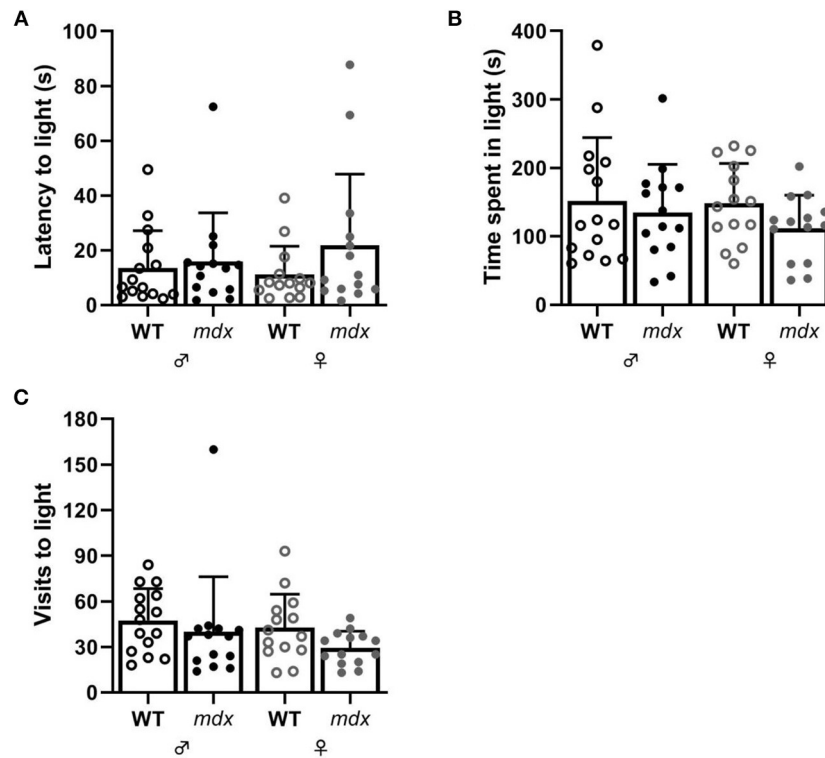 A
Latency to light (s)
100
80
60
40
20
0
WT mdx WT mdx
♂ ♀
B
Time spent in light (s)
400
300
200
100
0
WT mdx WT mdx
♂ ♀
C
Visits to light
180
150
120
90
60
30
0
WT mdx WT mdx
♂ ♀